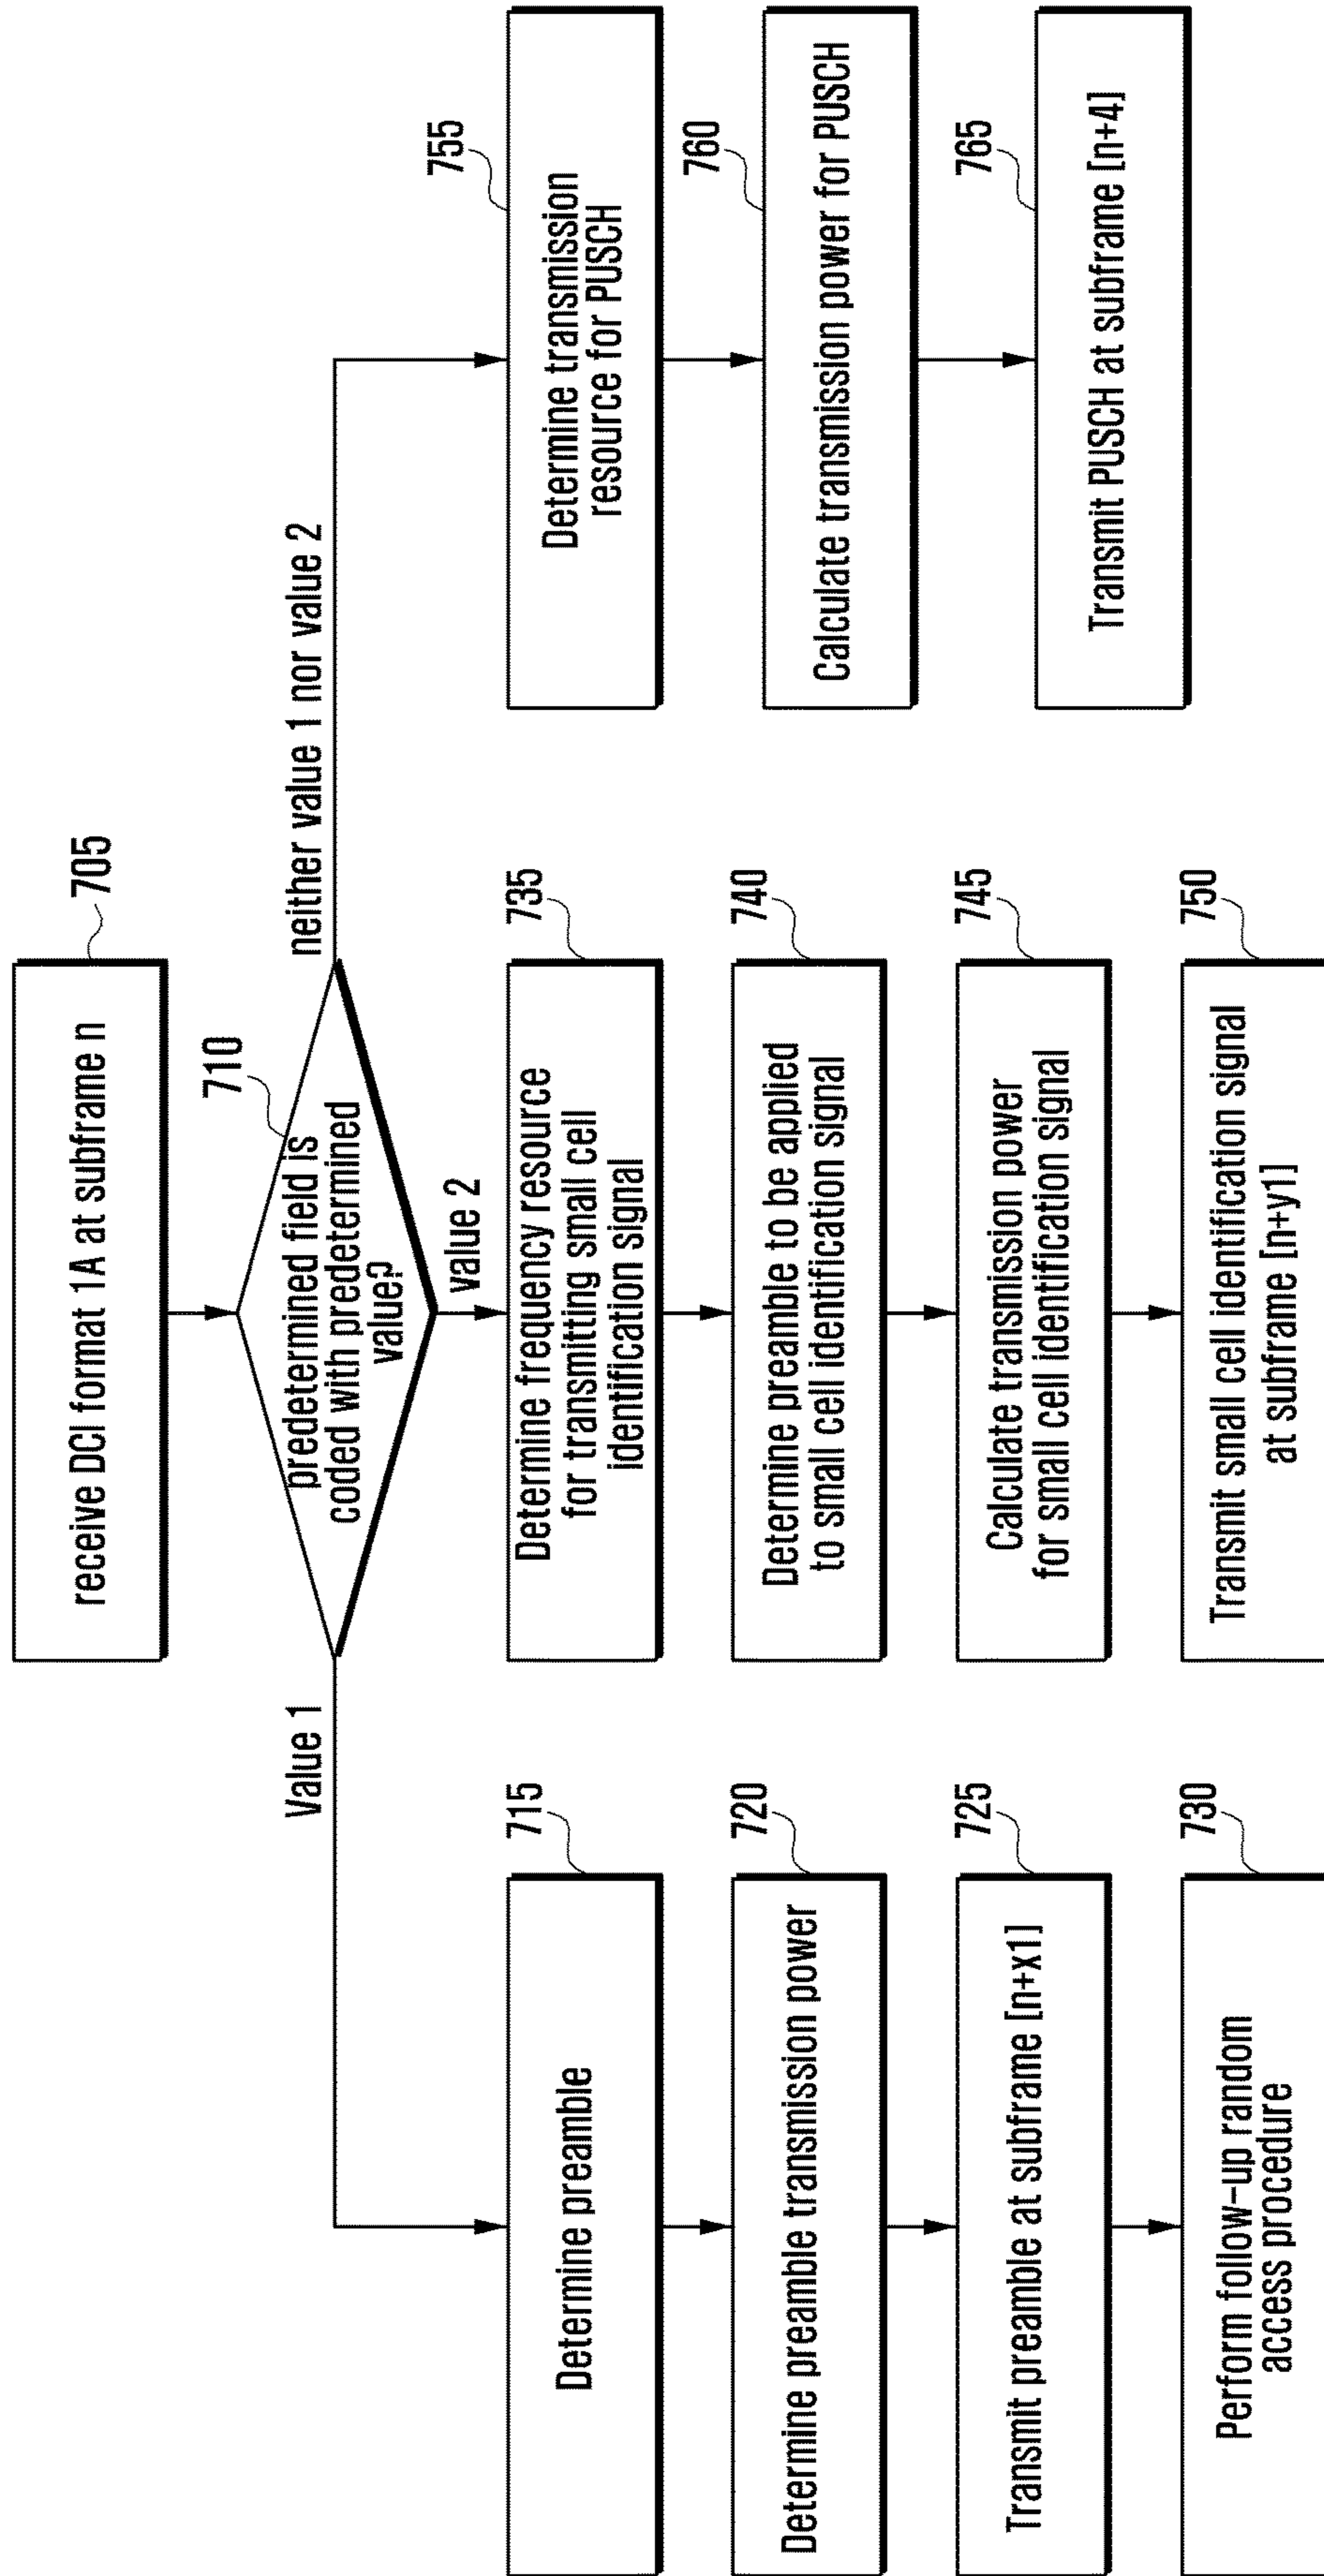 receive DCI format 1A at subframe n
705
710
predetermined field is
coded with predetermined
value?
Value 1
value 2
neither value 1 nor value 2
715
Determine preamble
720
Determine preamble transmission power
725
Transmit preamble at subframe [n+x1]
730
Perform follow-up random
access procedure
735
Determine frequency resource
for transmitting small cell
identification signal
740
Determine preamble to be applied
to small cell identification signal
745
Calculate transmission power
for small cell identification signal
750
Transmit small cell identification signal
at subframe [n+y1]
755
Determine transmission
resource for PUSCH
760
Calculate transmission power for PUSCH
765
Transmit PUSCH at subframe [n+4]